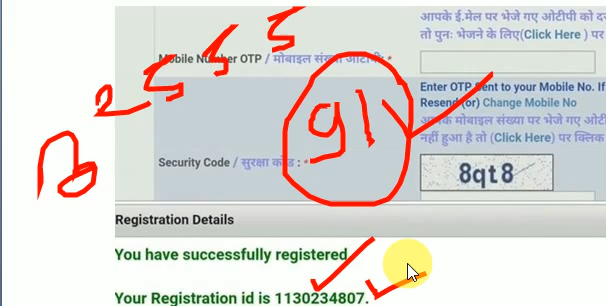 आपके ई.मेल पर भेजे गए ओटीपी को दर
तो पुनः भेजने के लिए(Click Here) पर
Mobile Number OTP / मोबाइल संख्या ओटीपी: *
Enter OTP Sent to your Mobile No. If
Resend (or) Change Mobile No
आपके मोबाइल संख्या पर भेजे गए ओटी
नहीं हुआ है तो (Click Here) पर क्लिक
Security Code / सुरक्षा कोड : *
8qt8
Registration Details
You have successfully registered
Your Registration id is 1130234807.